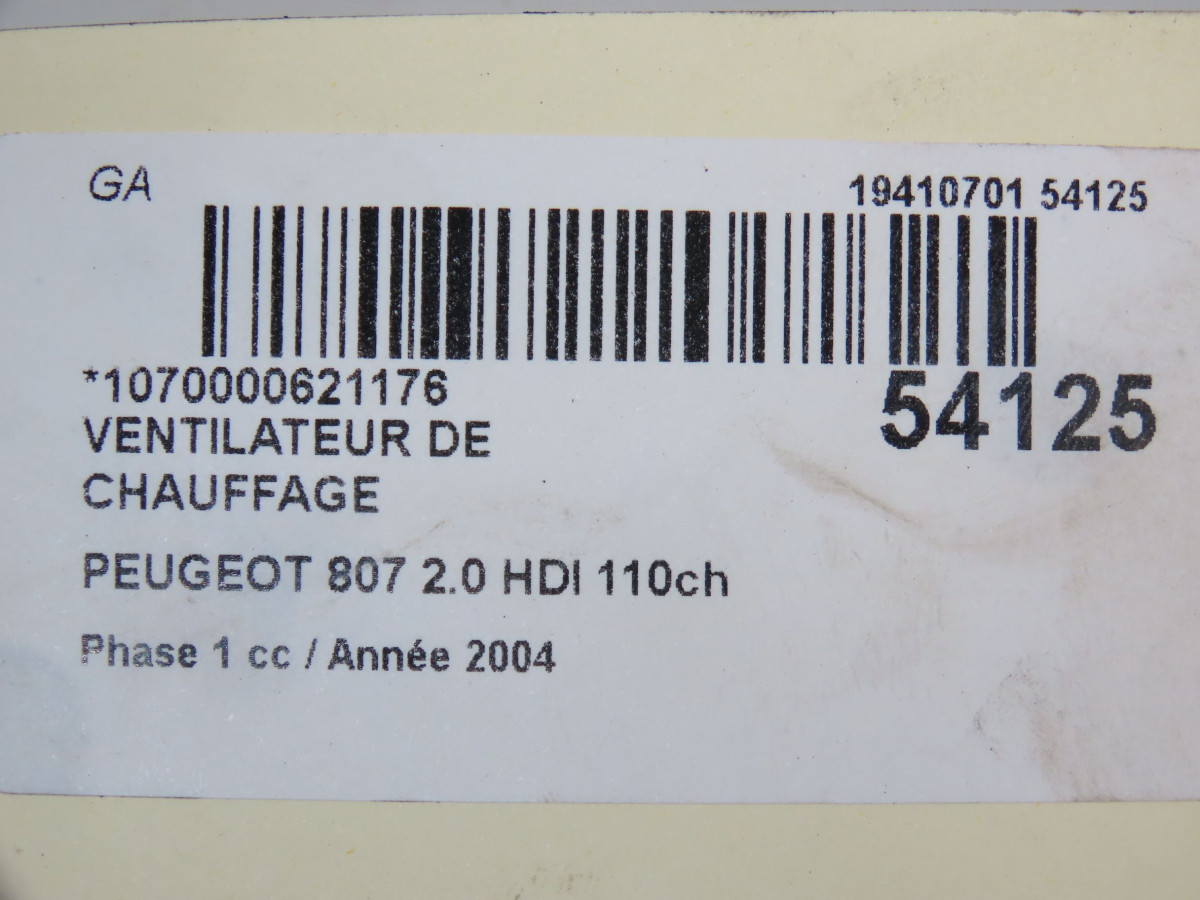 GA
19410701 54125
*1070000621176
54125
VENTILATEUR DE
CHAUFFAGE
PEUGEOT 807 2.0 HDI 110ch
Phase 1 cc / Année 2004